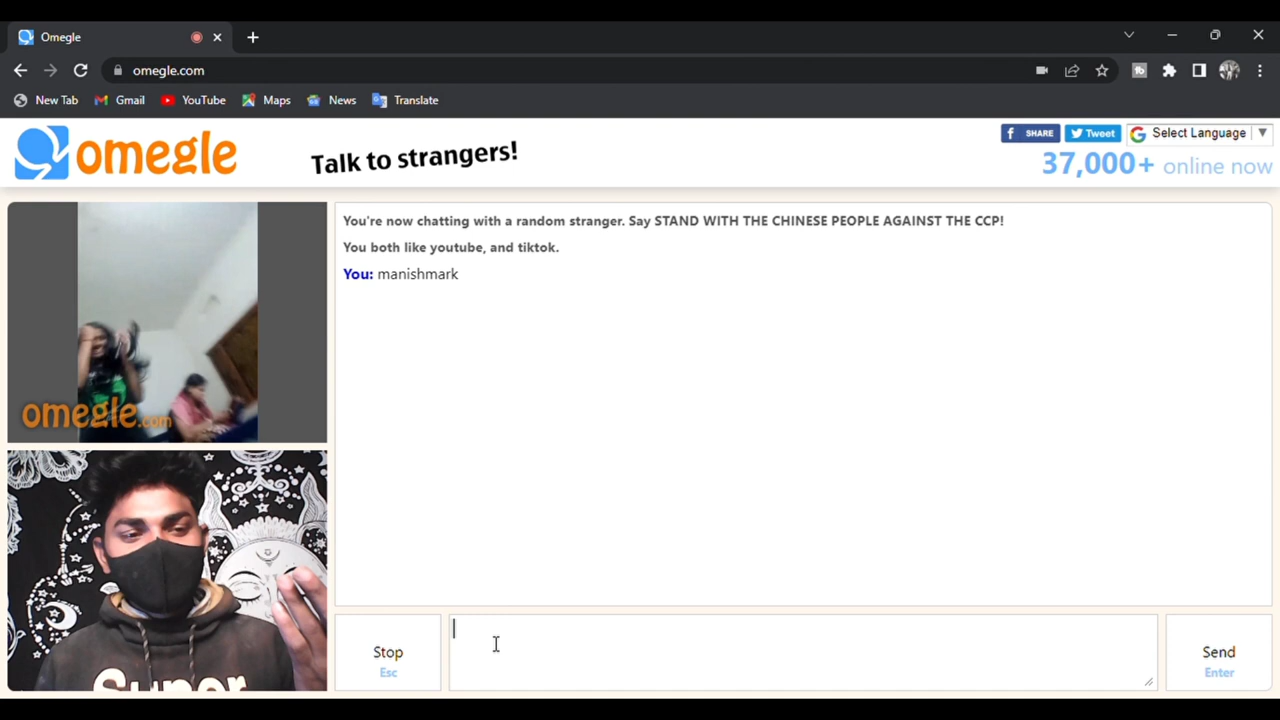 Omegle
omegle.com
New Tab Gmail YouTube Maps News Translate
omegle Talk to strangers!
f SHARE Tweet G Select Language
37,000+ online now
You're now chatting with a random stranger. Say STAND WITH THE CHINESE PEOPLE AGAINST THE CCP!
You both like youtube, and tiktok.
You: manishmark
omegle.com
Super
Stop
Esc
Send
Enter